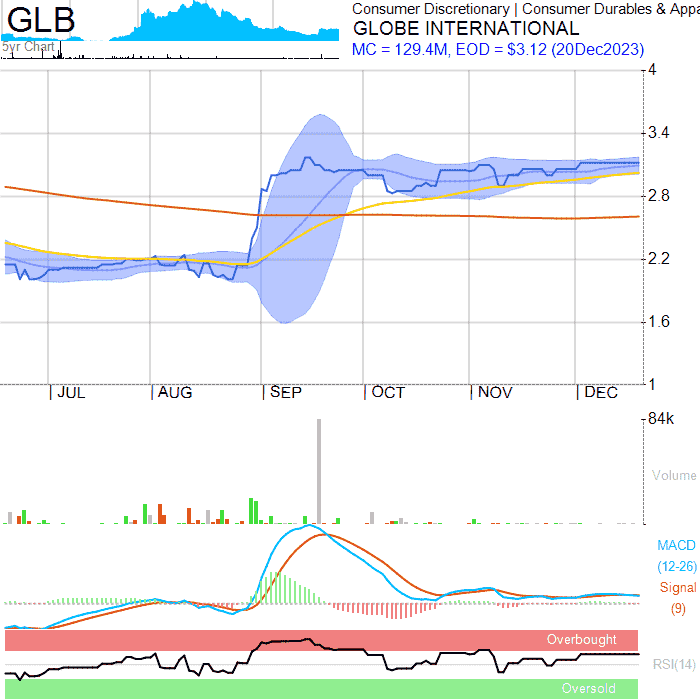 GLB
5yr Chart
Consumer Discretionary | Consumer Durables & Appa
GLOBE INTERNATIONAL
MC = 129.4M, EOD = $3.12 (20Dec2023)
4
3.4
2.8
2.2
1.6
1
JUL
AUG
SEP
OCT
NOV
DEC
84k
Volume
MACD
(12-26)
Signal
(9)
Overbought
RSI(14)
Oversold